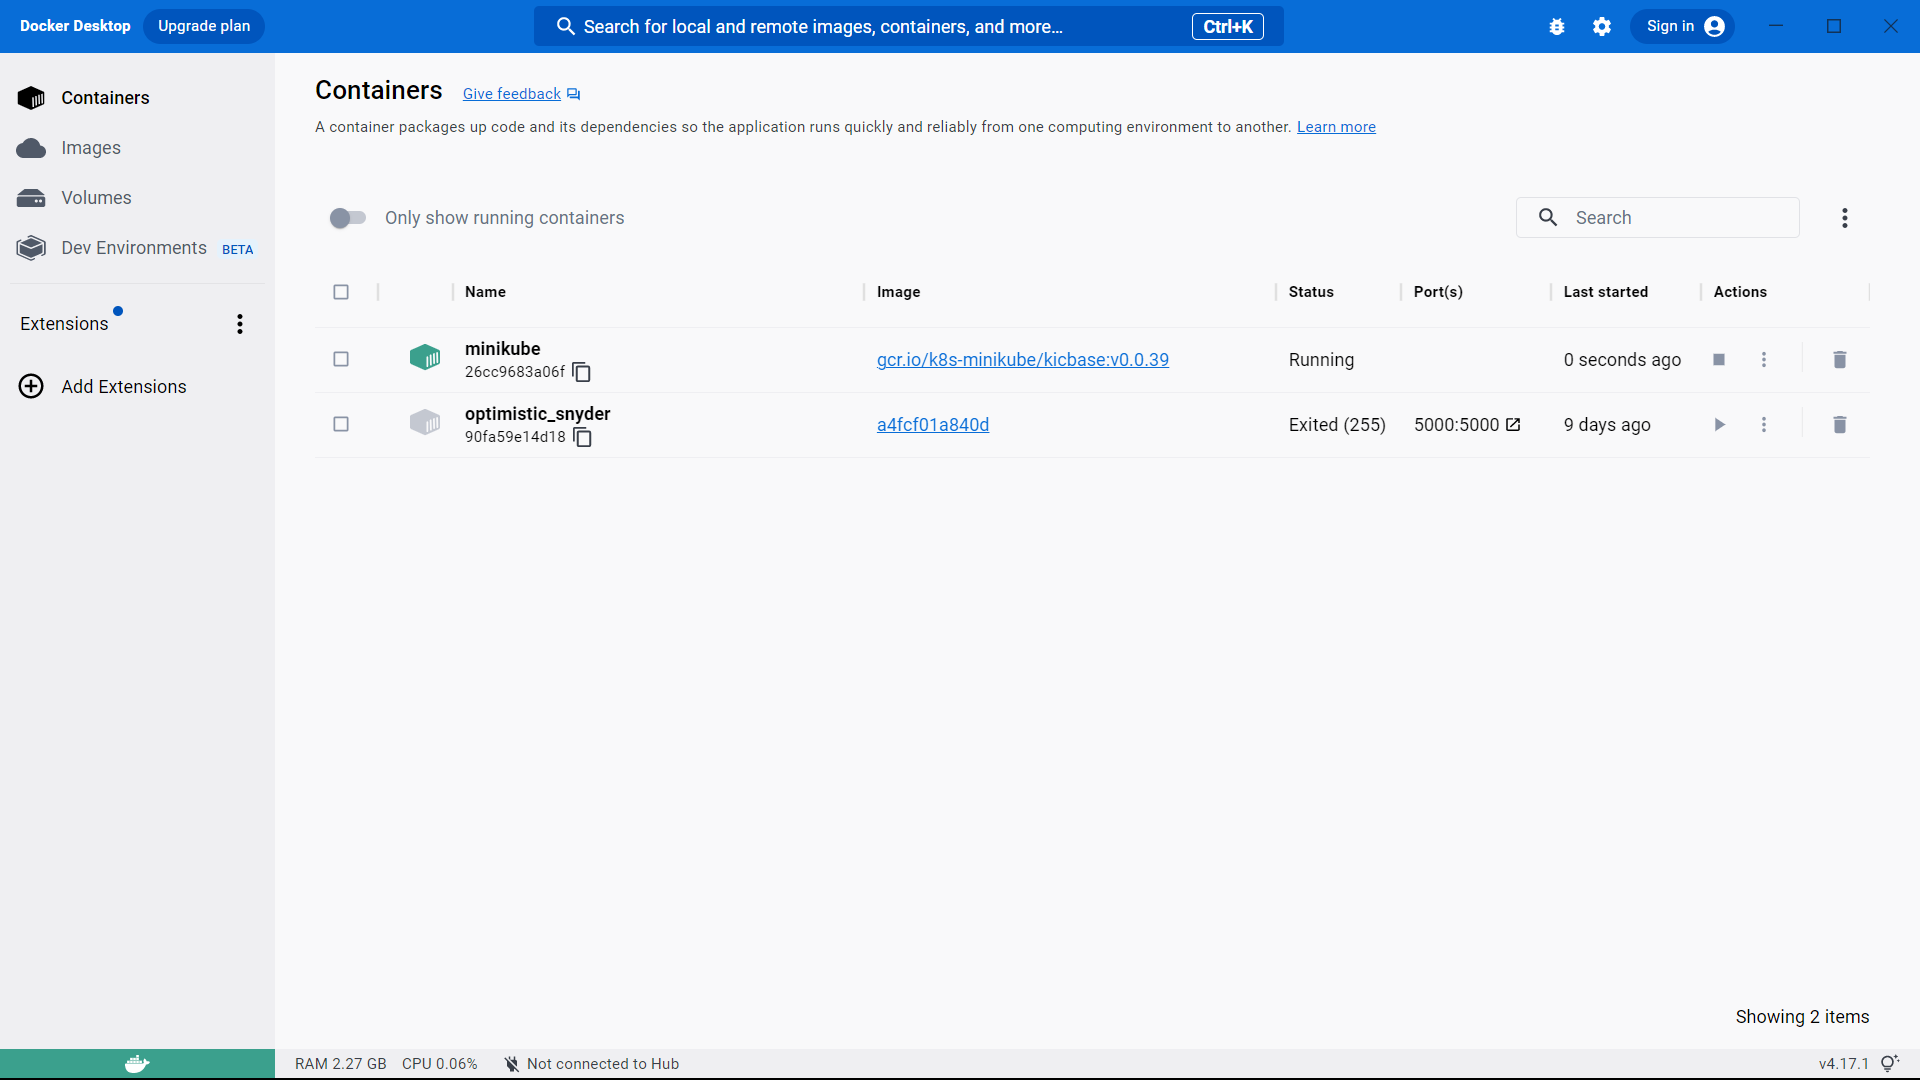 Docker Desktop Upgrade plan Search for local and remote images, containers, and more... Ctrl+K Sign in
Containers
Images
Volumes
Dev Environments BETA
Extensions
Add Extensions
Containers Give feedback
A container packages up code and its dependencies so the application runs quickly and reliably from one computing environment to another. Learn more
Only show running containers Search
Name Image Status Port(s) Last started Actions
minikube
26cc9683a06f gcr.io/k8s-minikube/kicbase:v0.0.39 Running 0 seconds ago
optimistic_snyder
90fa59e14d18 a4fcf01a840d Exited (255) 5000:5000 9 days ago
Showing 2 items
RAM 2.27 GB CPU 0.06% Not connected to Hub v4.17.1